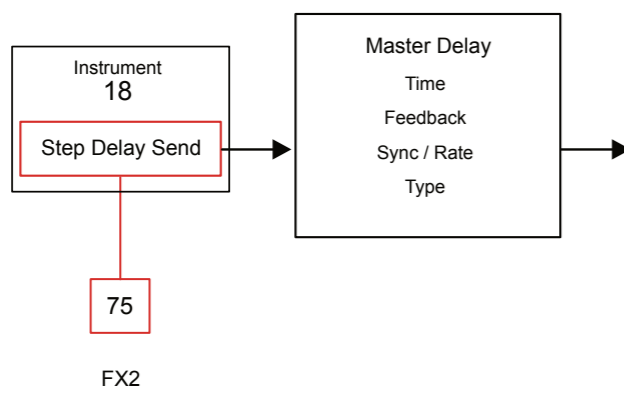 Instrument
18
Step Delay Send
Master Delay
Time
Feedback
Sync / Rate
Type
75
FX2